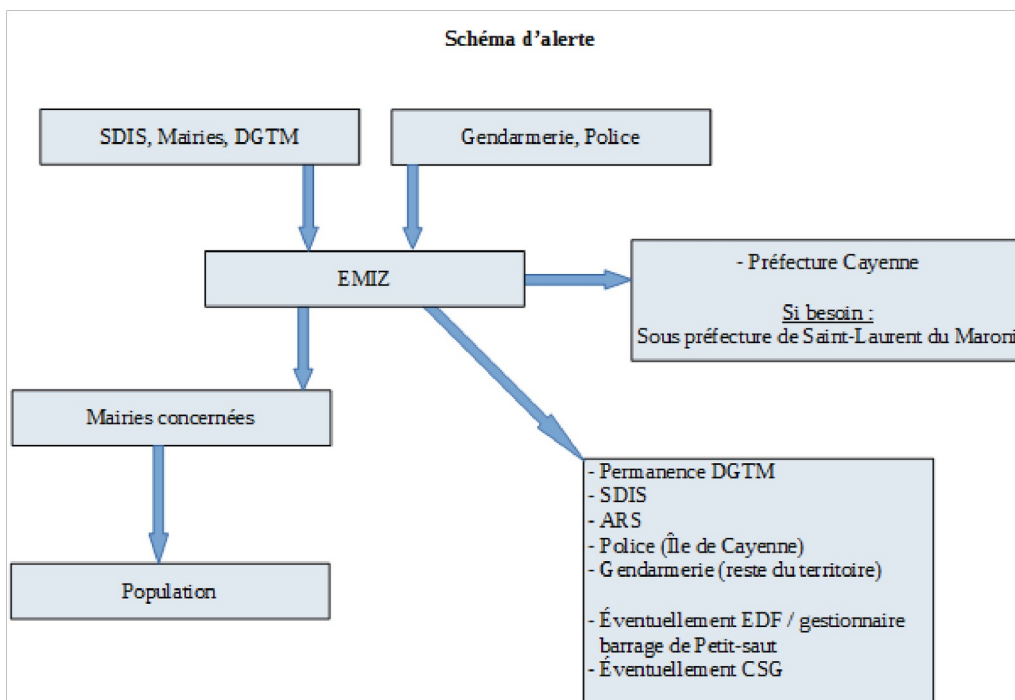 Schéma d'alerte
SDIS, Mairies, DGTM
Gendarmerie, Police
EMIZ
- Préfecture Cayenne
Si besoin :
Sous préfecture de Saint-Laurent du Maroni
Mairies concernées
Population
- Permanence DGTM
- SDIS
- ARS
- Police (Île de Cayenne)
- Gendarmerie (reste du territoire)
- Éventuellement EDF / gestionnaire
barrage de Petit-saut
- Éventuellement CSG